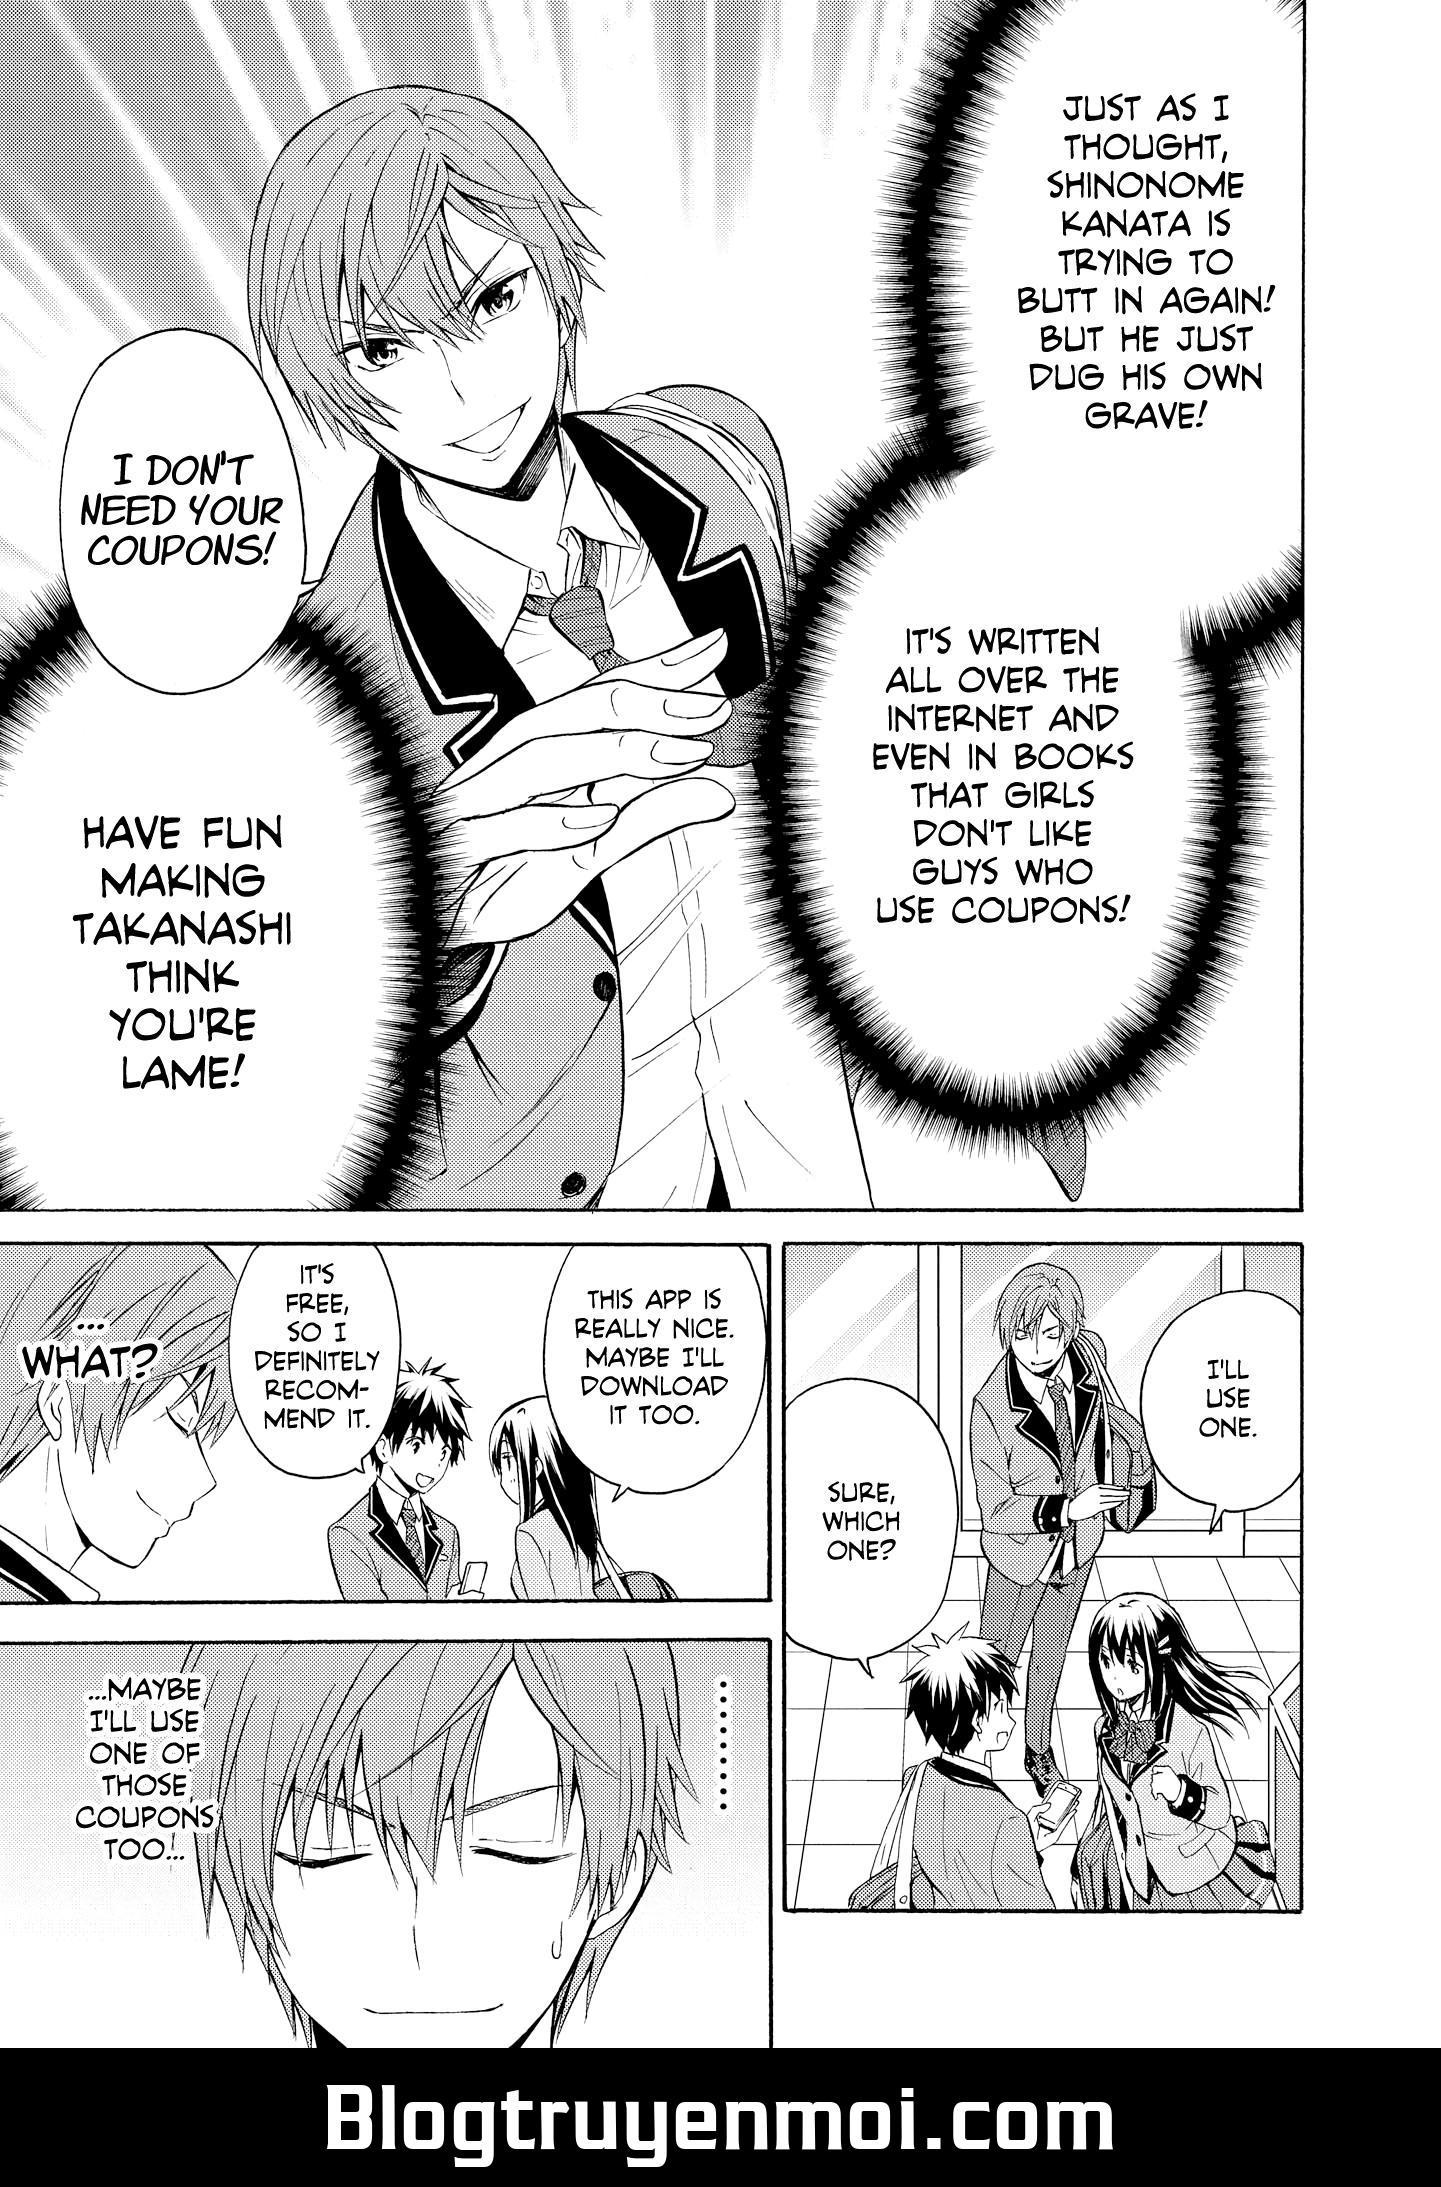 JUST AS I
THOUGHT,
SHINONOME
KANATA IS
TRYING TO
BUTT IN AGAIN!
BUT HE JUST
DUG HIS OWN
GRAVE!
IT'S WRITTEN
ALL OVER THE
INTERNET AND
EVEN IN BOOKS
THAT GIRLS
DON'T LIKE
GUYS WHO
USE COUPONS!
I DON'T
NEED YOUR
COUPONS!
HAVE FUN
MAKING
TAKANASHI
THINK
YOU'RE
LAME!
I'LL
USE
ONE.
SURE,
WHICH
ONE?
THIS APP IS
REALLY NICE.
MAYBE I'LL
DOWNLOAD
IT TOO.
IT'S
FREE,
SO I
DEFINITELY
RECOM-
MEND IT.
...
WHAT?
.........
...MAYBE
I'LL USE
ONE OF
THOSE
COUPONS
TOO...
Blogtruyenmoi.com